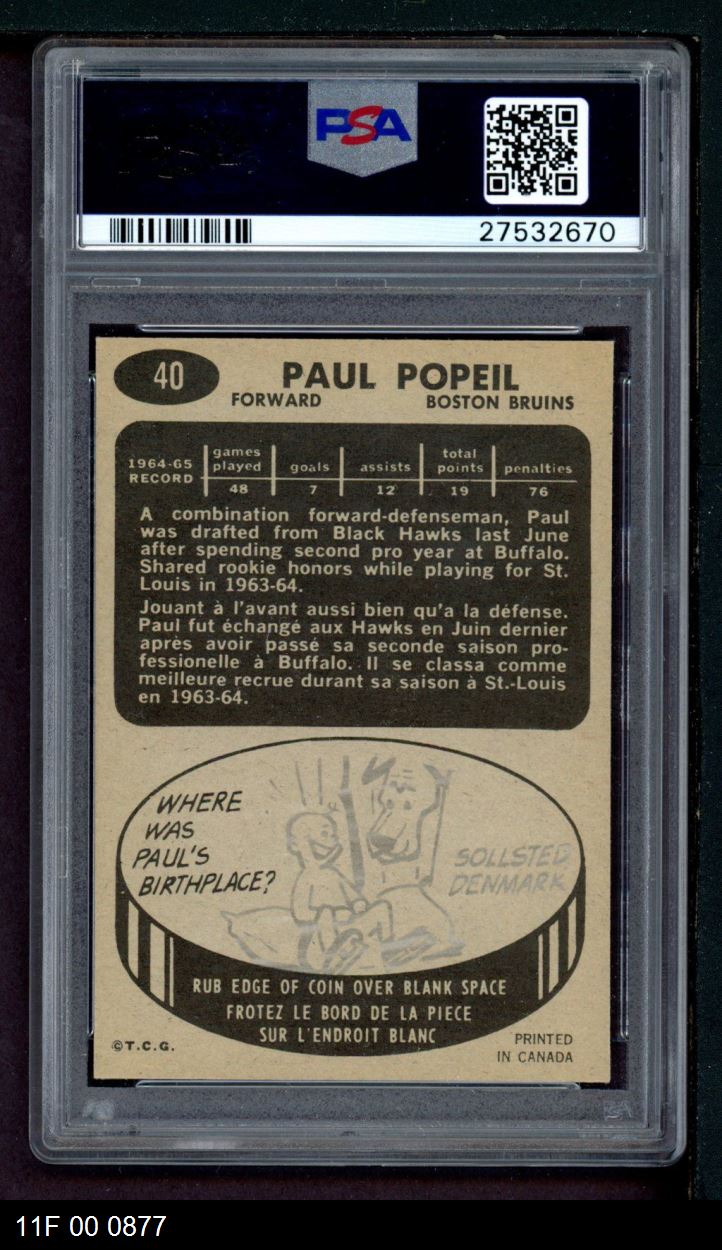 PSA
27532670
40
PAUL POPEIL
FORWARD BOSTON BRUINS
1964-65 RECORD games played goals assists total points penalties
48 7 12 19 76
A combination forward-defenseman, Paul
was drafted from Black Hawks last June
after spending second pro year at Buffalo.
Shared rookie honors while playing for St.
Louis in 1963-64.
Jouant à l'avant aussi bien qu'a la défense.
Paul fut échangé aux Hawks en Juin dernier
après avoir passé sa seconde saison pro-
fessionelle à Buffalo. Il se classa comme
meilleure recrue durant sa saison à St.-Louis
en 1963-64.
WHERE
WAS
PAUL'S
BIRTHPLACE?
SOLLSTED
DENMARK
RUB EDGE OF COIN OVER BLANK SPACE
FROTEZ LE BORD DE LA PIECE
SUR L'ENDROIT BLANC
©T.C.G.
PRINTED
IN CANADA
11F 00 0877